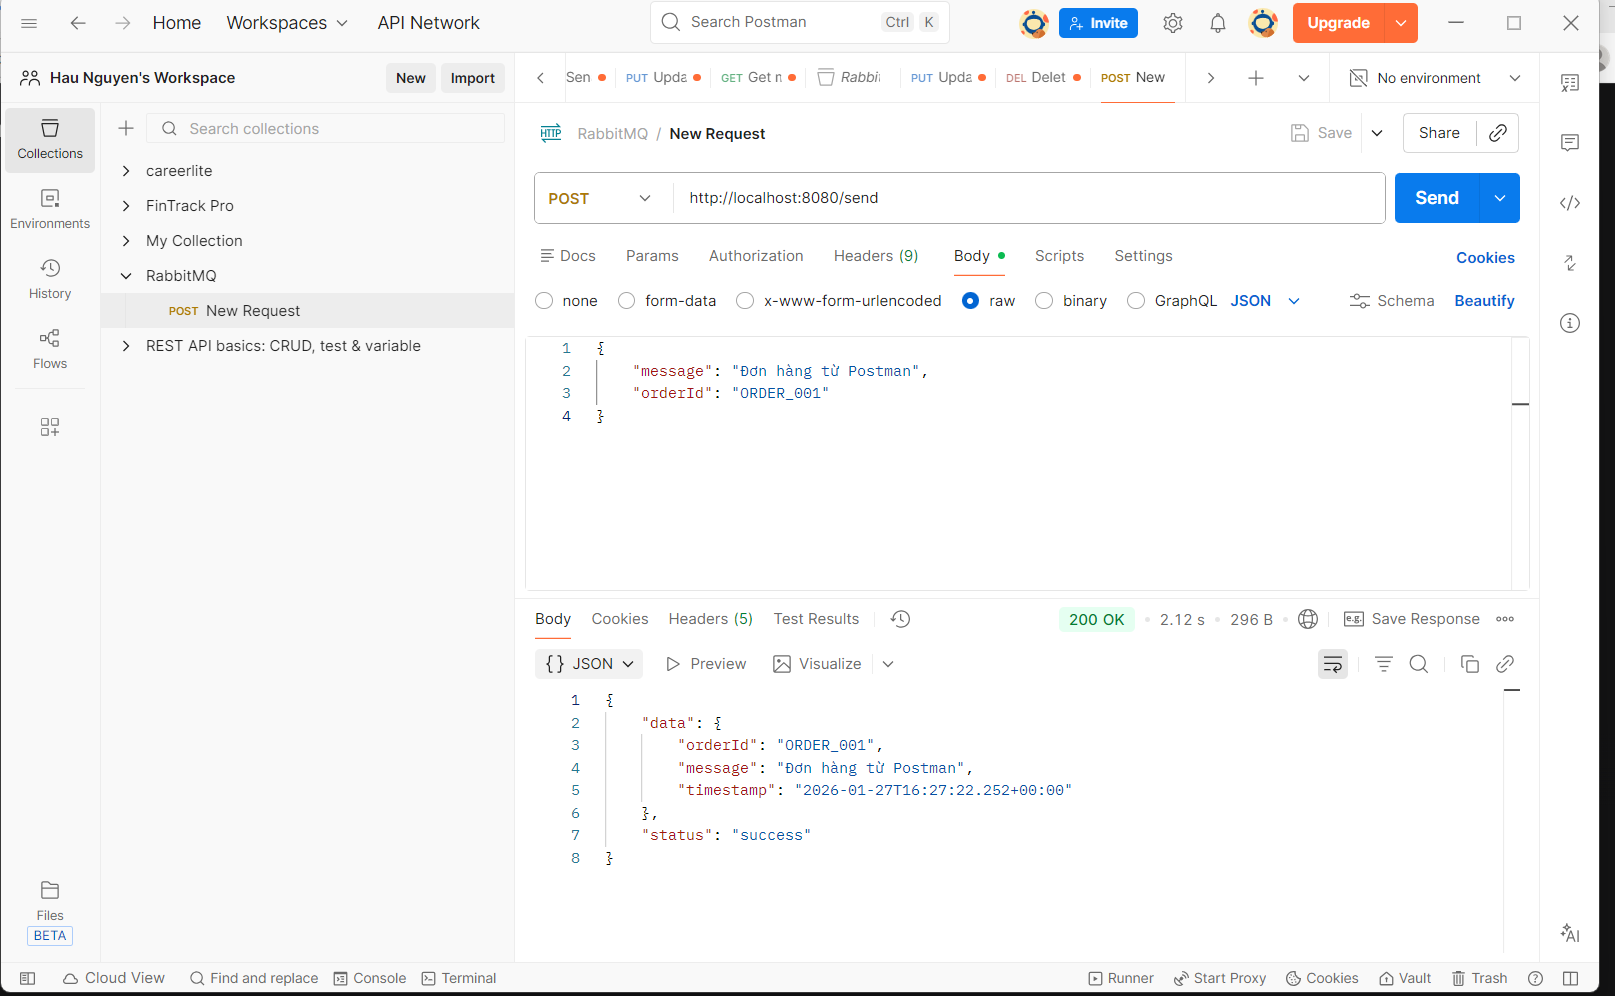 Home Workspaces API Network Search Postman Ctrl K Invite Upgrade
Hau Nguyen's Workspace New Import
Sen PUT Upda GET Get n Rabbi PUT Upda DEL Delet POST New No environment
Collections
Environments
History
Flows
Files
BETA
Search collections
careerlite
FinTrack Pro
My Collection
RabbitMQ
POST New Request
REST API basics: CRUD, test & variable
HTTP RabbitMQ / New Request Save Share
POST http://localhost:8080/send Send
Docs Params Authorization Headers (9) Body Scripts Settings Cookies
none form-data x-www-form-urlencoded raw binary GraphQL JSON Schema Beautify
1 {
2 "message": "Đơn hàng từ Postman",
3 "orderId": "ORDER_001"
4 }
Body Cookies Headers (5) Test Results 200 OK • 2.12 s • 296 B • e.g. Save Response
{} JSON Preview Visualize
1 {
2 "data": {
3 "orderId": "ORDER_001",
4 "message": "Đơn hàng từ Postman",
5 "timestamp": "2026-01-27T16:27:22.252+00:00"
6 },
7 "status": "success"
8 }
AI
Cloud View Find and replace Console Terminal Runner Start Proxy Cookies Vault Trash